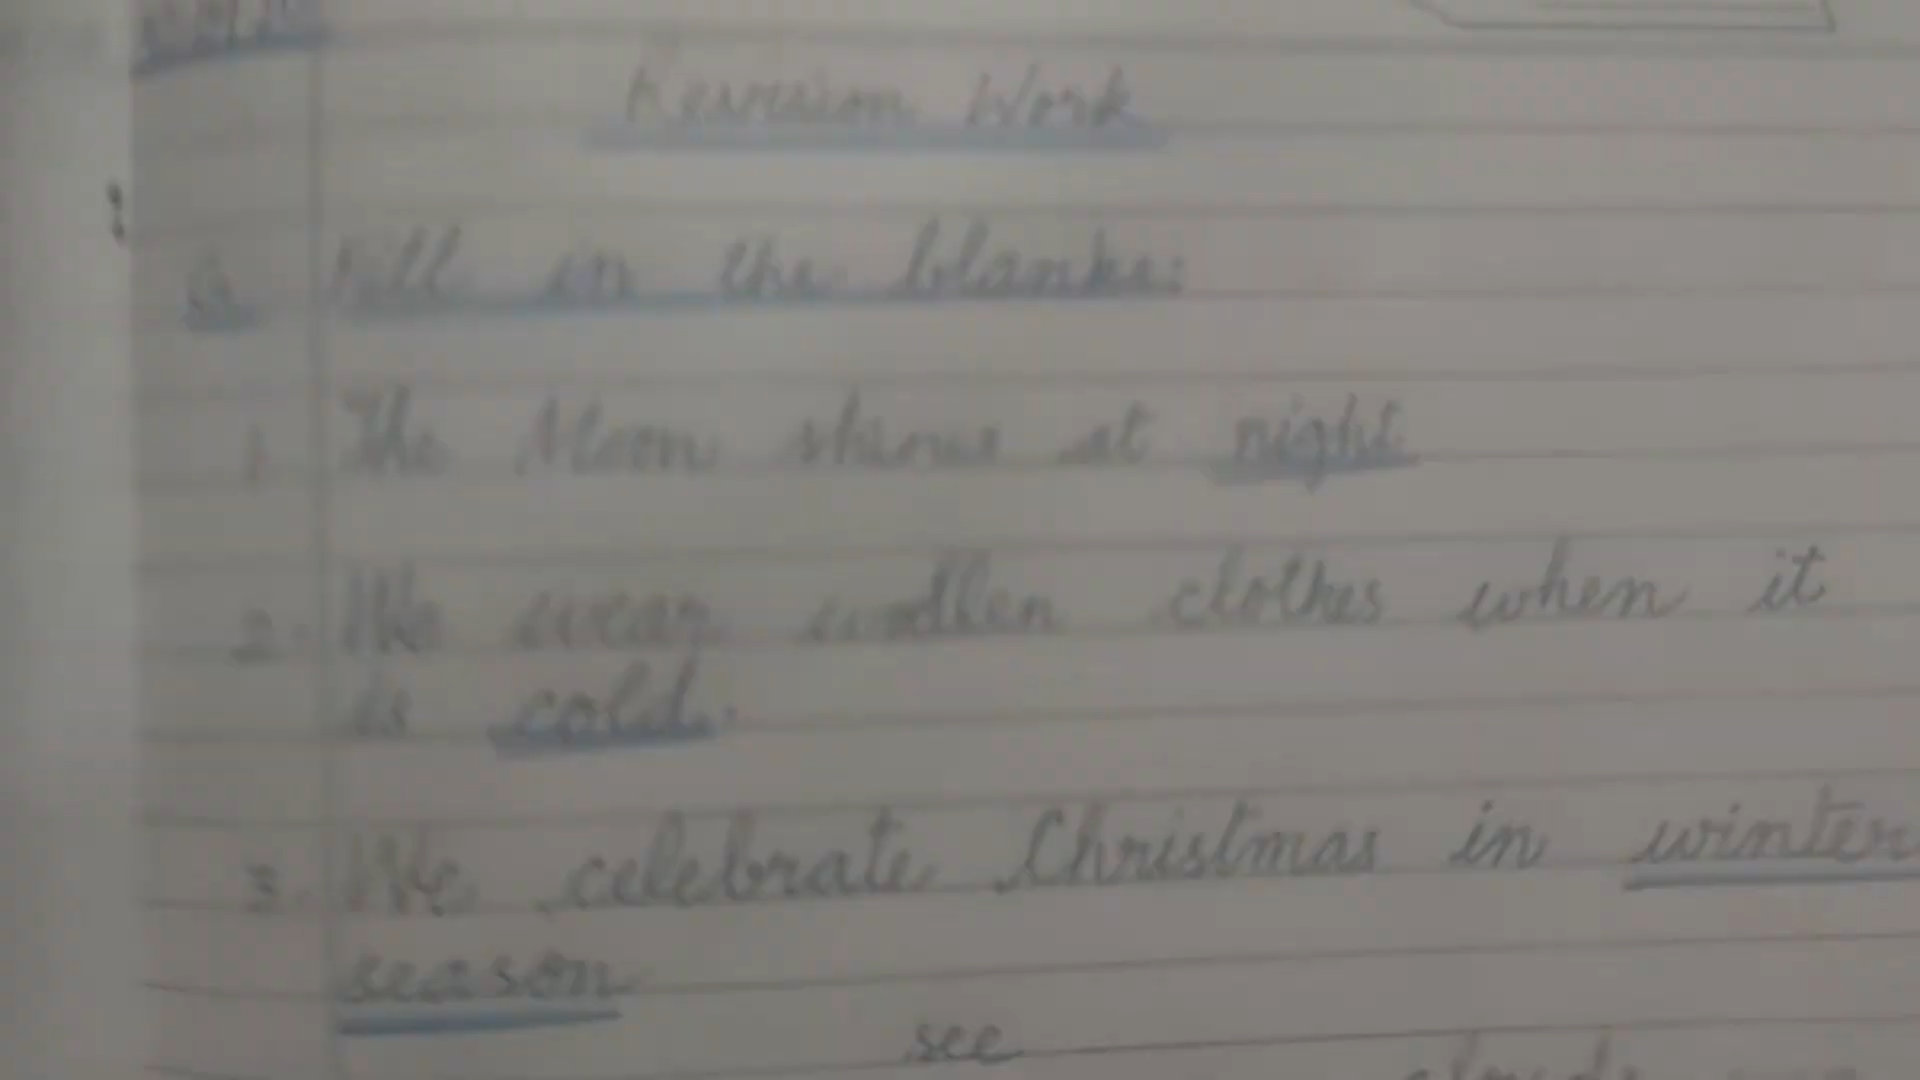 Revision Work
Q. Fill in the blanks:
1 The Moon shines at night
2. We wear wollen clothes when it
is cold.
3. We celebrate Christmas in winter
season
see